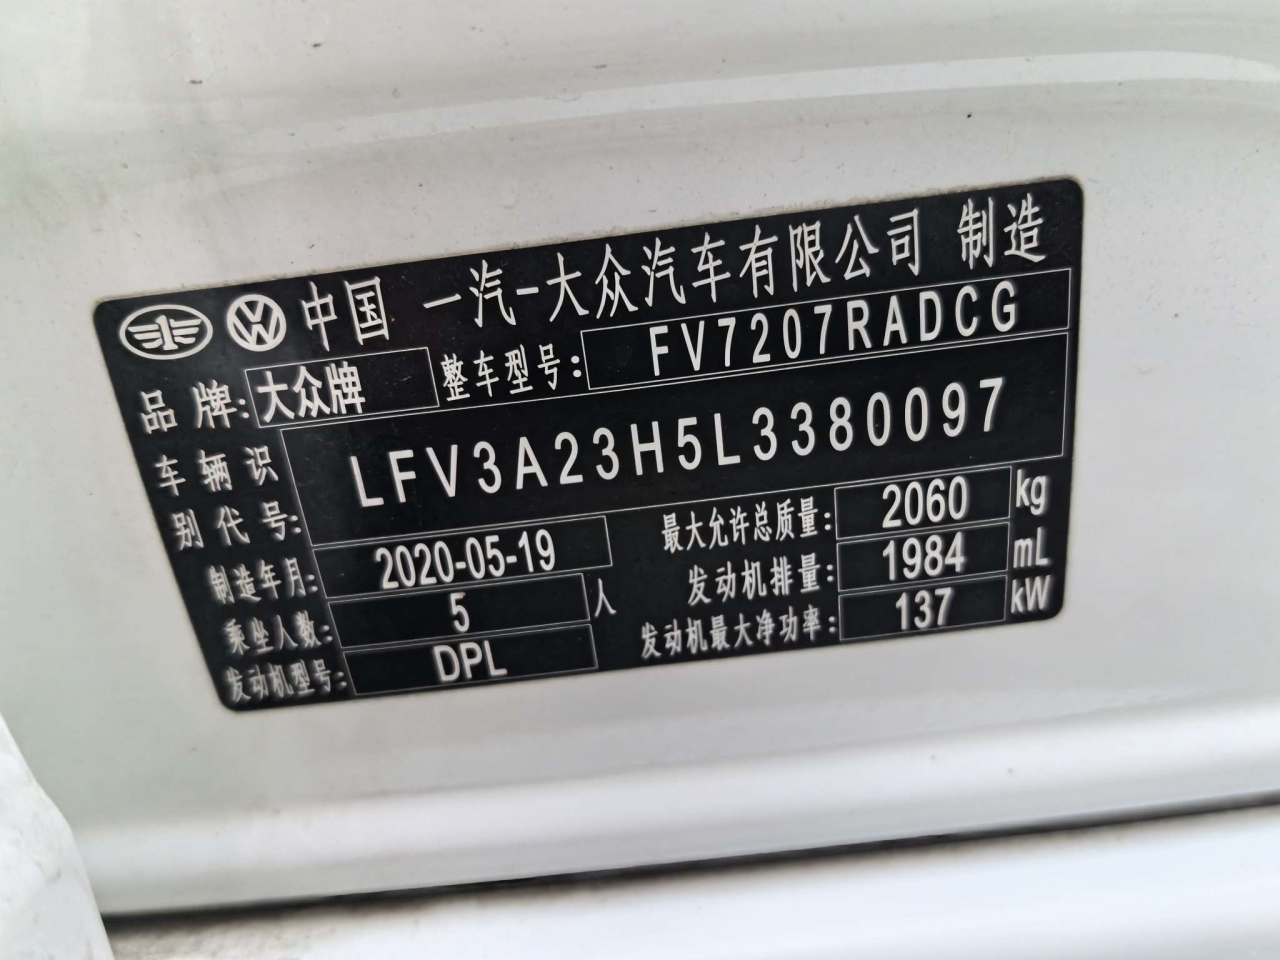 中国 一汽-大众汽车有限公司 制造
品牌: 大众牌 整车型号: FV7207RADCG
车辆识别代号: LFV3A23H5L3380097
制造年月: 2020-05-19 最大允许总质量: 2060 kg
乘坐人数: 5 人 发动机排量: 1984 mL
发动机型号: DPL 发动机最大净功率: 137 kW